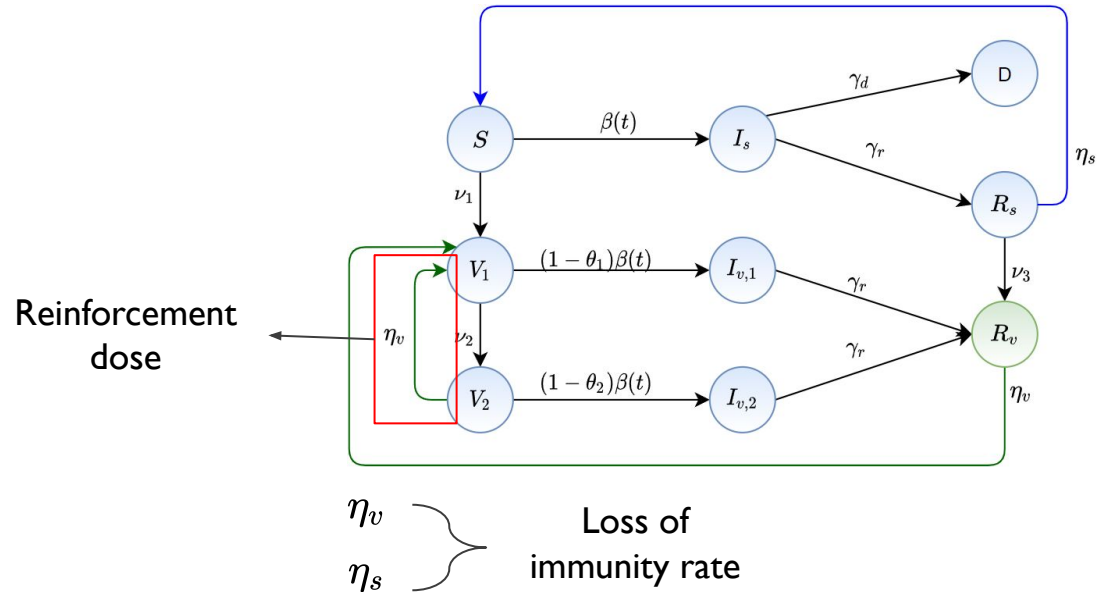 D
γ_d
S
β(t)
I_s
γ_r
η_s
ν_1
R_s
V_1
(1 − θ_1)β(t)
I_{v,1}
ν_3
γ_r
Reinforcement
dose
η_v
ν_2
R_v
γ_r
V_2
(1 − θ_2)β(t)
I_{v,2}
η_v
η_v
η_s
Loss of
immunity rate